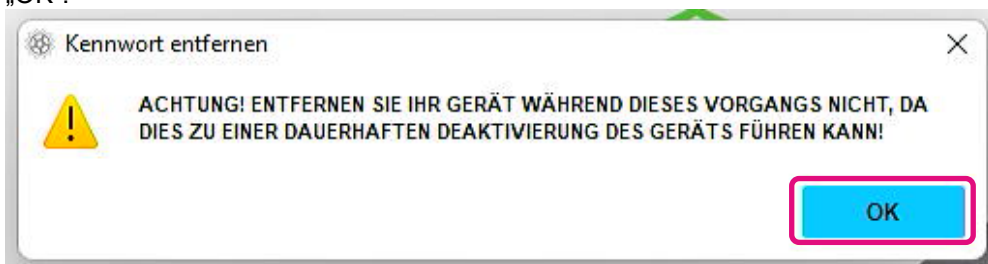 „OK“.
Kennwort entfernen
ACHTUNG! ENTFERNEN SIE IHR GERÄT WÄHREND DIESES VORGANGS NICHT, DA
DIES ZU EINER DAUERHAFTEN DEAKTIVIERUNG DES GERÄTS FÜHREN KANN!
OK